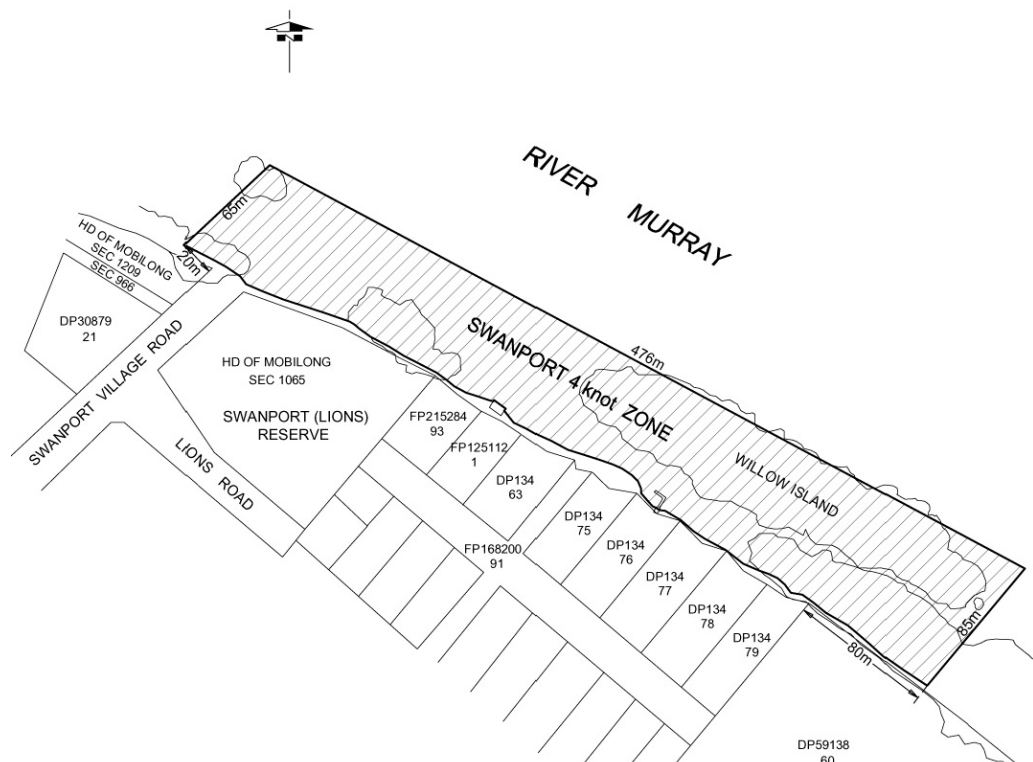 RIVER
MURRAY
65m
20m
HD OF MOBILONG
SEC 1209
SEC 966
DP30879
21
SWANPORT VILLAGE ROAD
HD OF MOBILONG
SEC 1065
SWANPORT (LIONS)
RESERVE
LIONS ROAD
SWANPORT 4 knot ZONE
476m
WILLOW ISLAND
FP215284
93
FP125112
1
DP134
63
DP134
75
DP134
76
DP134
77
DP134
78
DP134
79
FP168200
91
85m
80m
DP59138
60